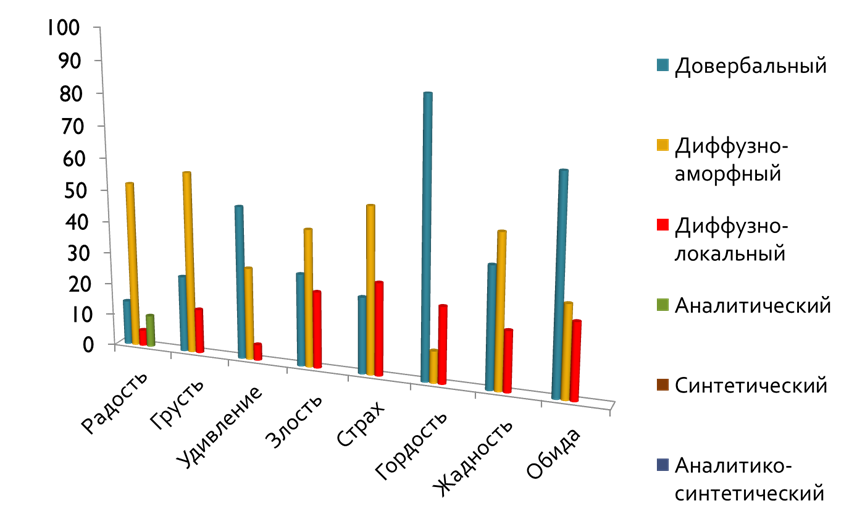 100
90
80
70
60
50
40
30
20
10
0
Радость
Грусть
Удивление
Злость
Страх
Гордость
Жадность
Обида
Довербальный
Диффузно-
аморфный
Диффузно-
локальный
Аналитический
Синтетический
Аналитико-
синтетический